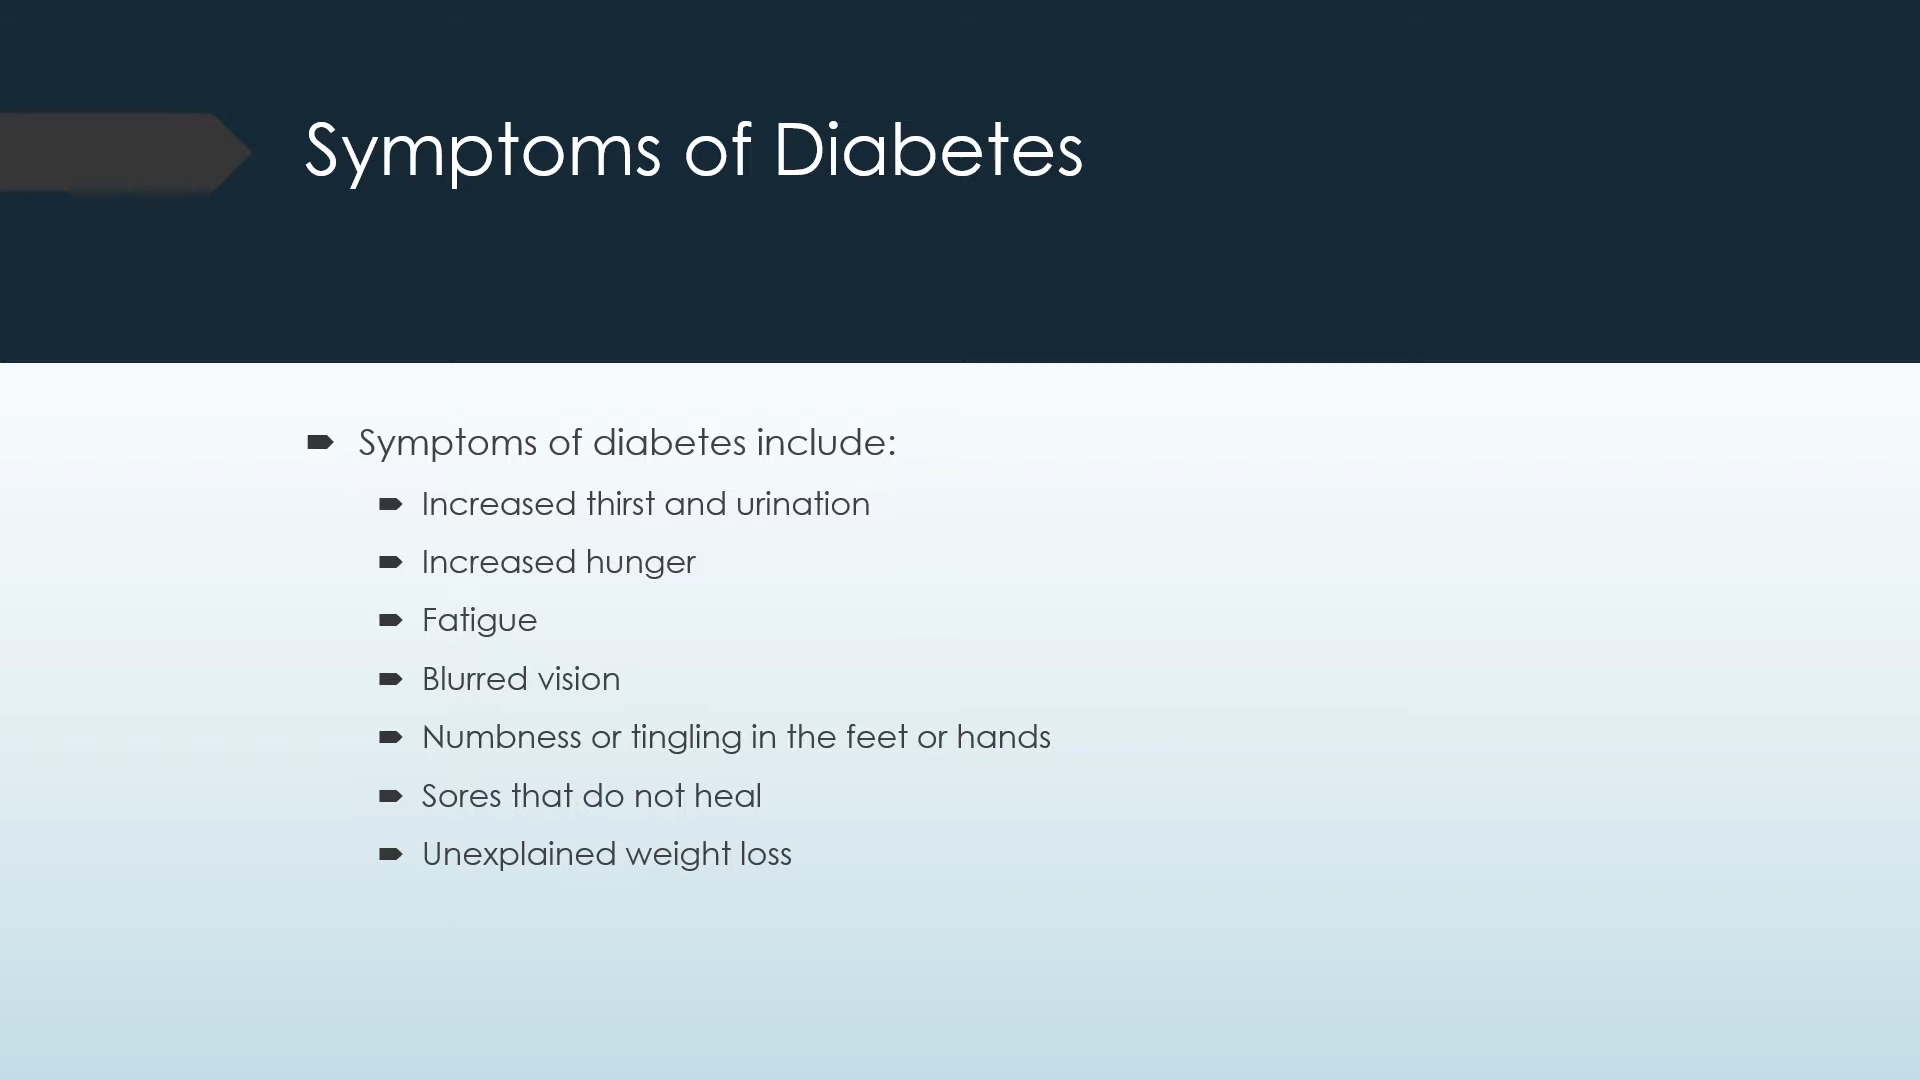 Symptoms of Diabetes
Symptoms of diabetes include:
Increased thirst and urination
Increased hunger
Fatigue
Blurred vision
Numbness or tingling in the feet or hands
Sores that do not heal
Unexplained weight loss